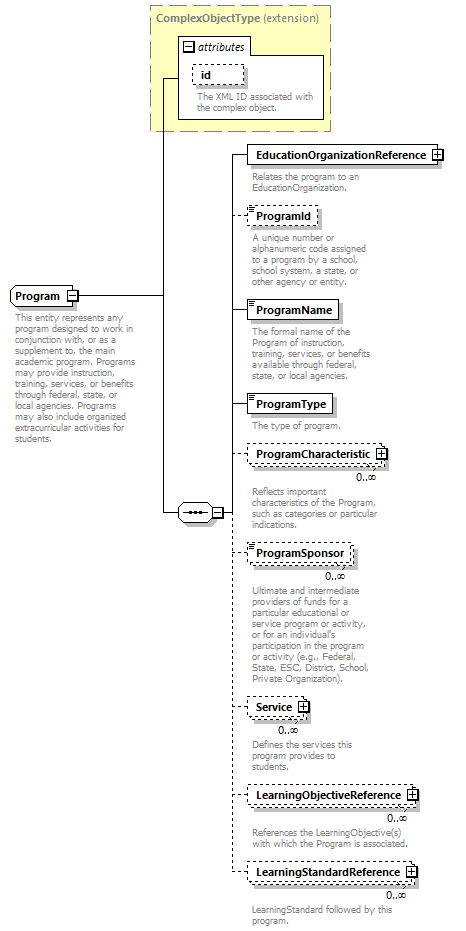 ComplexObjectType (extension)
attributes
id
The XML ID associated with
the complex object.
EducationOrganizationReference
Relates the program to an
EducationOrganization.
ProgramId
A unique number or
alphanumeric code assigned
to a program by a school,
school system, a state, or
other agency or entity.
Program
This entity represents any
program designed to work in
conjunction with, or as a
supplement to, the main
academic program. Programs
may provide instruction,
training, services, or benefits
through federal, state, or
local agencies. Programs
may also include organized
extracurricular activities for
students.
ProgramName
The formal name of the
Program of instruction,
training, services, or benefits
available through federal,
state, or local agencies.
ProgramType
The type of program.
ProgramCharacteristic
0..∞
Reflects important
characteristics of the Program,
such as categories or particular
indications.
ProgramSponsor
0..∞
Ultimate and intermediate
providers of funds for a
particular educational or
service program or activity,
or for an individual's
participation in the program
or activity (e.g., Federal,
State, ESC, District, School,
Private Organization).
Service
0..∞
Defines the services this
program provides to
students.
LearningObjectiveReference
0..∞
References the LearningObjective(s)
with which the Program is associated.
LearningStandardReference
0..∞
LearningStandard followed by this
program.